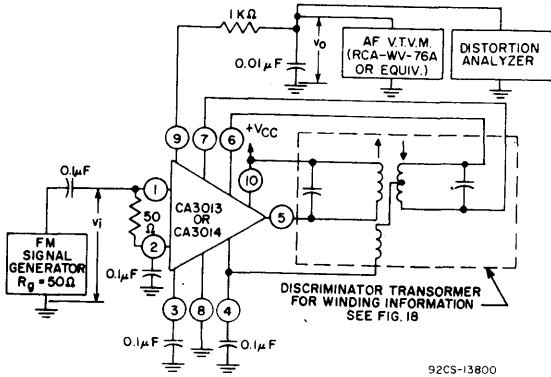 1 KΩ
0.01μF
v₀
AF V.T.V.M.
(RCA-WV-76A
OR EQUIV.)
DISTORTION
ANALYZER
9
7
6
+VCC
10
0.1μF
1
vᵢ
50
Ω
2
CA3013
OR
CA3014
5
FM
SIGNAL
GENERATOR
Rg = 50Ω
0.1μF
3
8
4
0.1μF
0.1μF
DISCRIMINATOR TRANSORMER
FOR WINDING INFORMATION
SEE FIG. 18
92CS-13800